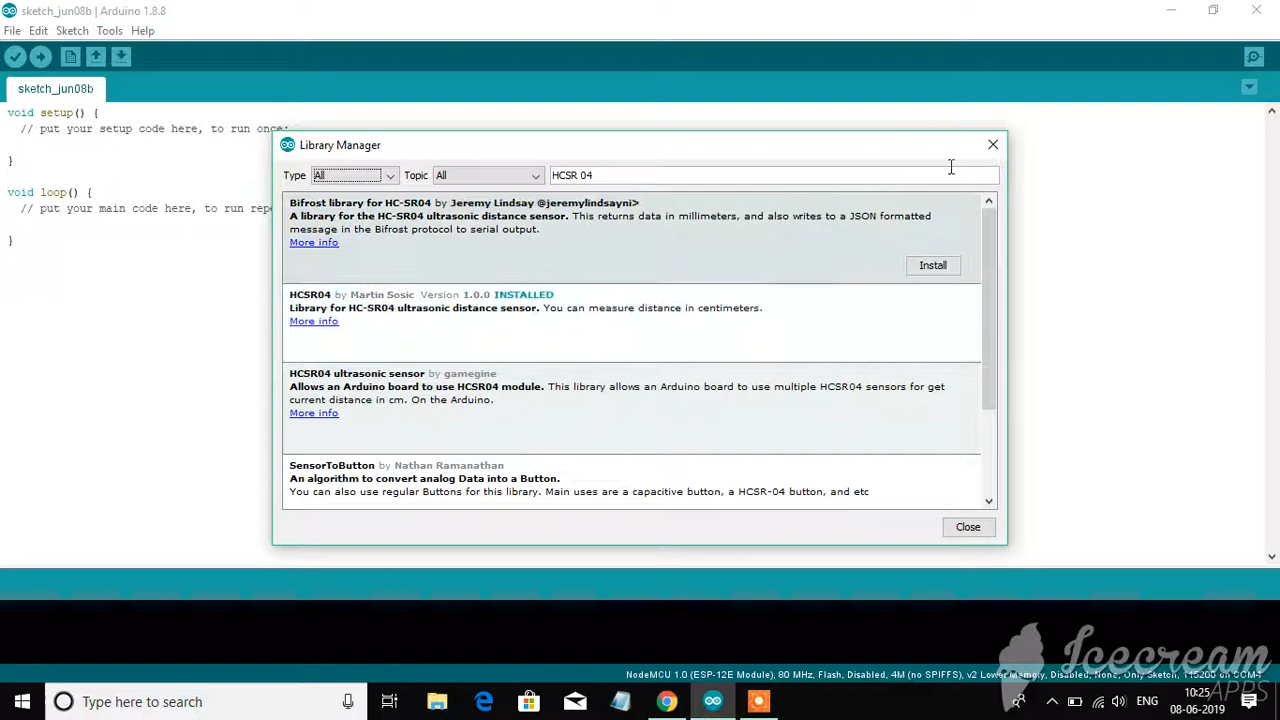 sketch_jun08b | Arduino 1.8.8
File Edit Sketch Tools Help
sketch_jun08b
void setup() {
// put your setup code here, to run once:
}
void loop() {
// put your main code here, to run repe
}
Library Manager
Type All Topic All HCSR 04
Bifrost library for HC-SR04 by Jeremy Lindsay @jeremylindsayni>
A library for the HC-SR04 ultrasonic distance sensor. This returns data in millimeters, and also writes to a JSON formatted
message in the Bifrost protocol to serial output.
More info
Install
HCSR04 by Martin Sosic Version 1.0.0 INSTALLED
Library for HC-SR04 ultrasonic distance sensor. You can measure distance in centimeters.
More info
HCSR04 ultrasonic sensor by gamegine
Allows an Arduino board to use HCSR04 module. This library allows an Arduino board to use multiple HCSR04 sensors for get
current distance in cm. On the Arduino.
More info
SensorToButton by Nathan Ramanathan
An algorithm to convert analog Data into a Button.
You can also use regular Buttons for this library. Main uses are a capacitive button, a HCSR-04 button, and etc
Close
Icecream
APPS
NodeMCU 1.0 (ESP-12E Module), 80 MHz, Flash, Disabled, 4M (no SPIFFS), v2 Lower Memory, Disabled, None, Only Sketch, 115200 on COM4
Type here to search
ENG
10:25
08-06-2019